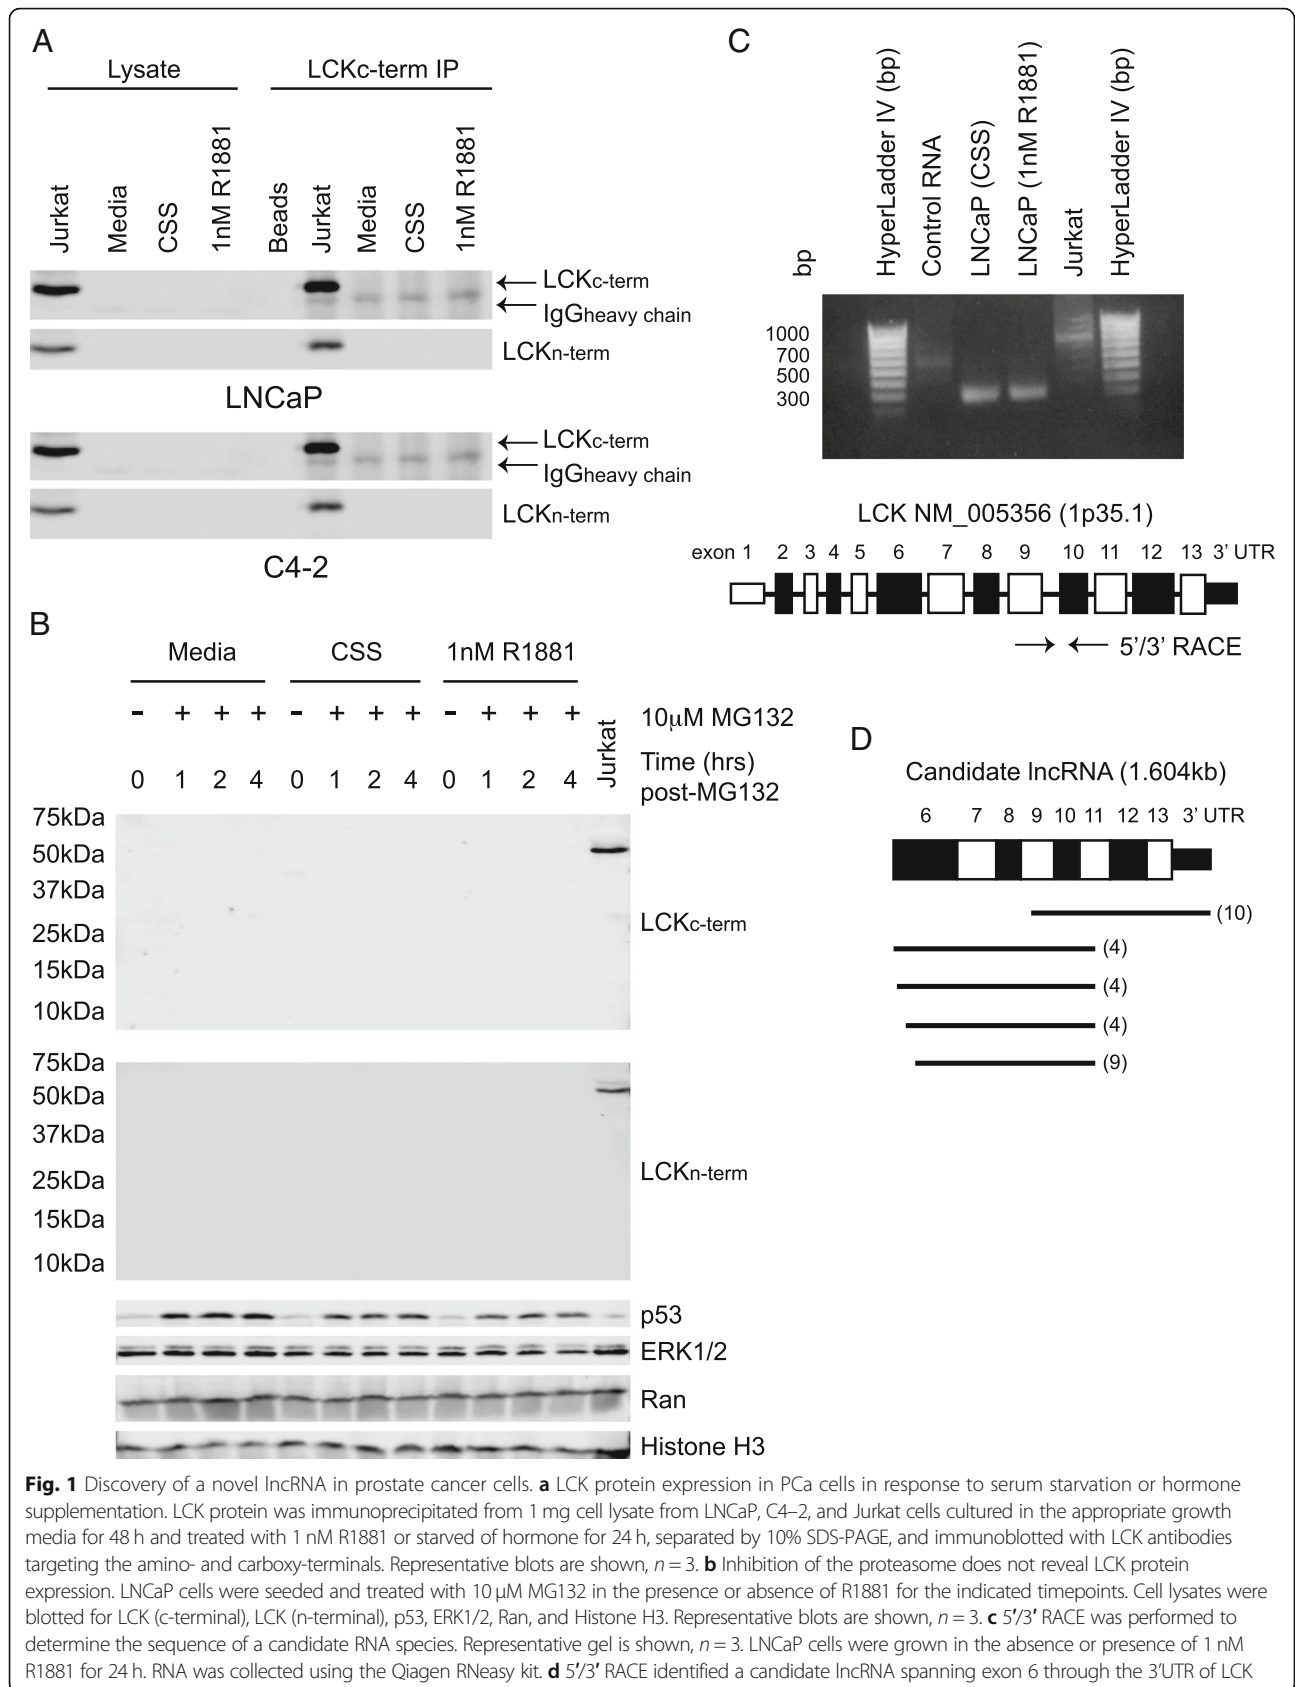 A
Lysate
LCKc-term IP
Jurkat
Media
CSS
1nM R1881
Beads
Jurkat
Media
CSS
1nM R1881
LCKc-term
IgGheavy chain
LCKn-term
LNCaP
LCKc-term
IgGheavy chain
LCKn-term
C4-2
B
Media CSS 1nM R1881
- + + + - + + + - + + + 10µM MG132
Jurkat
0 1 2 4 0 1 2 4 0 1 2 4 Time (hrs)
post-MG132
75kDa
50kDa
37kDa
25kDa
15kDa
10kDa
LCKc-term
75kDa
50kDa
37kDa
25kDa
15kDa
10kDa
LCKn-term
p53
ERK1/2
Ran
Histone H3
C
bp
HyperLadder IV (bp)
Control RNA
LNCaP (CSS)
LNCaP (1nM R1881)
Jurkat
HyperLadder IV (bp)
1000
700
500
300
LCK NM_005356 (1p35.1)
exon 1 2 3 4 5 6 7 8 9 10 11 12 13 3' UTR
5'/3' RACE
D
Candidate lncRNA (1.604kb)
6 7 8 9 10 11 12 13 3' UTR
(10)
(4)
(4)
(4)
(9)
Fig. 1 Discovery of a novel lncRNA in prostate cancer cells. a LCK protein expression in PCa cells in response to serum starvation or hormone
supplementation. LCK protein was immunoprecipitated from 1 mg cell lysate from LNCaP, C4–2, and Jurkat cells cultured in the appropriate growth
media for 48 h and treated with 1 nM R1881 or starved of hormone for 24 h, separated by 10% SDS-PAGE, and immunoblotted with LCK antibodies
targeting the amino- and carboxy-terminals. Representative blots are shown, n = 3. b Inhibition of the proteasome does not reveal LCK protein
expression. LNCaP cells were seeded and treated with 10 μM MG132 in the presence or absence of R1881 for the indicated timepoints. Cell lysates were
blotted for LCK (c-terminal), LCK (n-terminal), p53, ERK1/2, Ran, and Histone H3. Representative blots are shown, n = 3. c 5′/3′ RACE was performed to
determine the sequence of a candidate RNA species. Representative gel is shown, n = 3. LNCaP cells were grown in the absence or presence of 1 nM
R1881 for 24 h. RNA was collected using the Qiagen RNeasy kit. d 5′/3′ RACE identified a candidate lncRNA spanning exon 6 through the 3′UTR of LCK